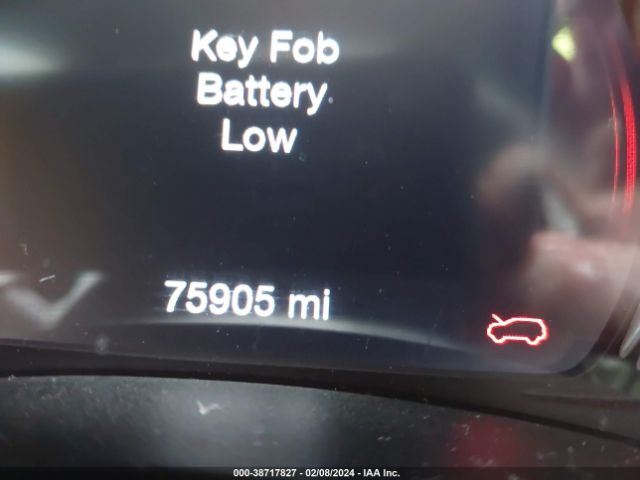 Key Fob
Battery
Low
75905 mi
000-38717827 - 02/08/2024 - IAA Inc.